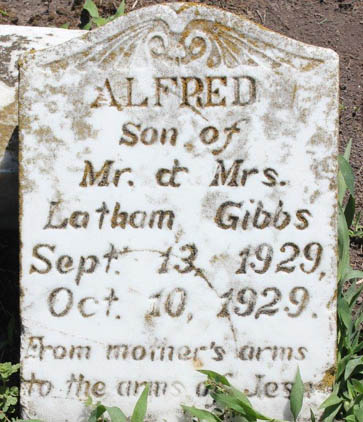 ALFRED
Son of
Mr. & Mrs.
Latham Gibbs
Sept. 13, 1929,
Oct. 10, 1929.
From mother's arms
to the arms of